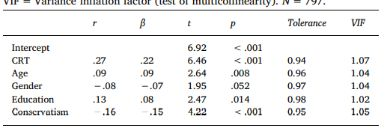 VIF = Variance inflation factor (test of multicollinearity). N = 797.
r β t p Tolerance VIF
Intercept 6.92 < .001
CRT .27 .22 6.46 < .001 0.94 1.07
Age .09 .09 2.64 .008 0.96 1.04
Gender − .08 − .07 1.95 .052 0.97 1.04
Education .13 .08 2.47 .014 0.98 1.02
Conservatism − .16 − .15 4.22 < .001 0.95 1.05